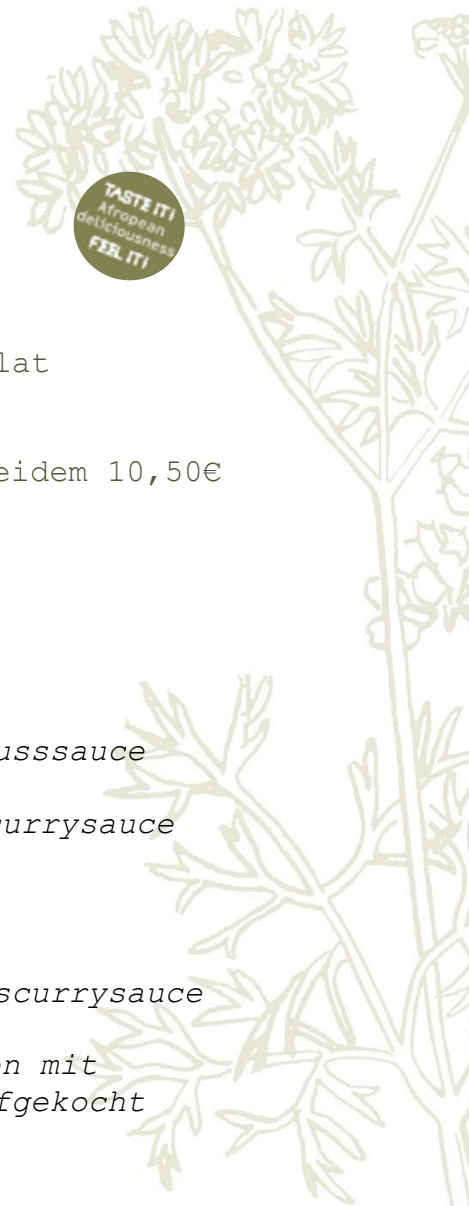 TASTE IT!
Afropean
deliciousness
FEEL IT!
lat
eidem 10,50€
usssauce
currysauce
scurrysauce
n mit
fgekocht